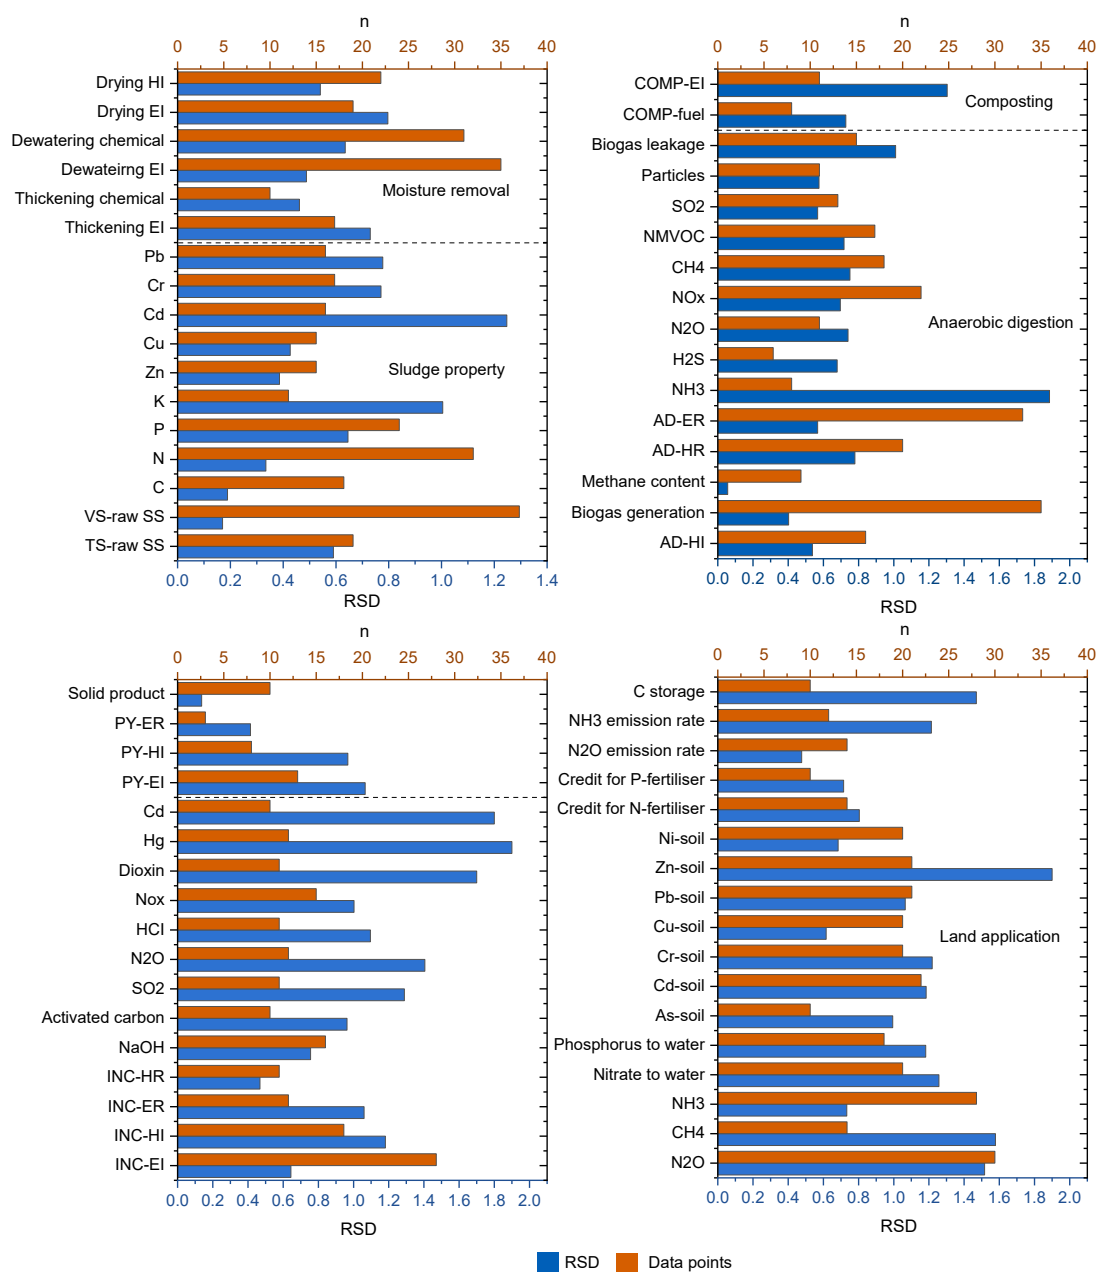 n
0 5 10 15 20 25 30 35 40
Drying HI
Drying EI
Dewatering chemical
Dewateirng EI
Thickening chemical
Moisture removal
Thickening EI
Pb
Cr
Cd
Cu
Zn
Sludge property
K
P
N
C
VS-raw SS
TS-raw SS
0.0 0.2 0.4 0.6 0.8 1.0 1.2 1.4
RSD
n
0 5 10 15 20 25 30 35 40
COMP-EI
Composting
COMP-fuel
Biogas leakage
Particles
SO2
NMVOC
CH4
NOx
Anaerobic digestion
N2O
H2S
NH3
AD-ER
AD-HR
Methane content
Biogas generation
AD-HI
0.0 0.2 0.4 0.6 0.8 1.0 1.2 1.4 1.6 1.8 2.0
RSD
n
0 5 10 15 20 25 30 35 40
Solid product
PY-ER
PY-HI
PY-EI
Cd
Hg
Dioxin
Nox
HCl
N2O
SO2
Activated carbon
NaOH
INC-HR
INC-ER
INC-HI
INC-EI
0.0 0.2 0.4 0.6 0.8 1.0 1.2 1.4 1.6 1.8 2.0
RSD
n
0 5 10 15 20 25 30 35 40
C storage
NH3 emission rate
N2O emission rate
Credit for P-fertiliser
Credit for N-fertiliser
Ni-soil
Zn-soil
Pb-soil
Cu-soil
Land application
Cr-soil
Cd-soil
As-soil
Phosphorus to water
Nitrate to water
NH3
CH4
N2O
0.0 0.2 0.4 0.6 0.8 1.0 1.2 1.4 1.6 1.8 2.0
RSD
RSD Data points